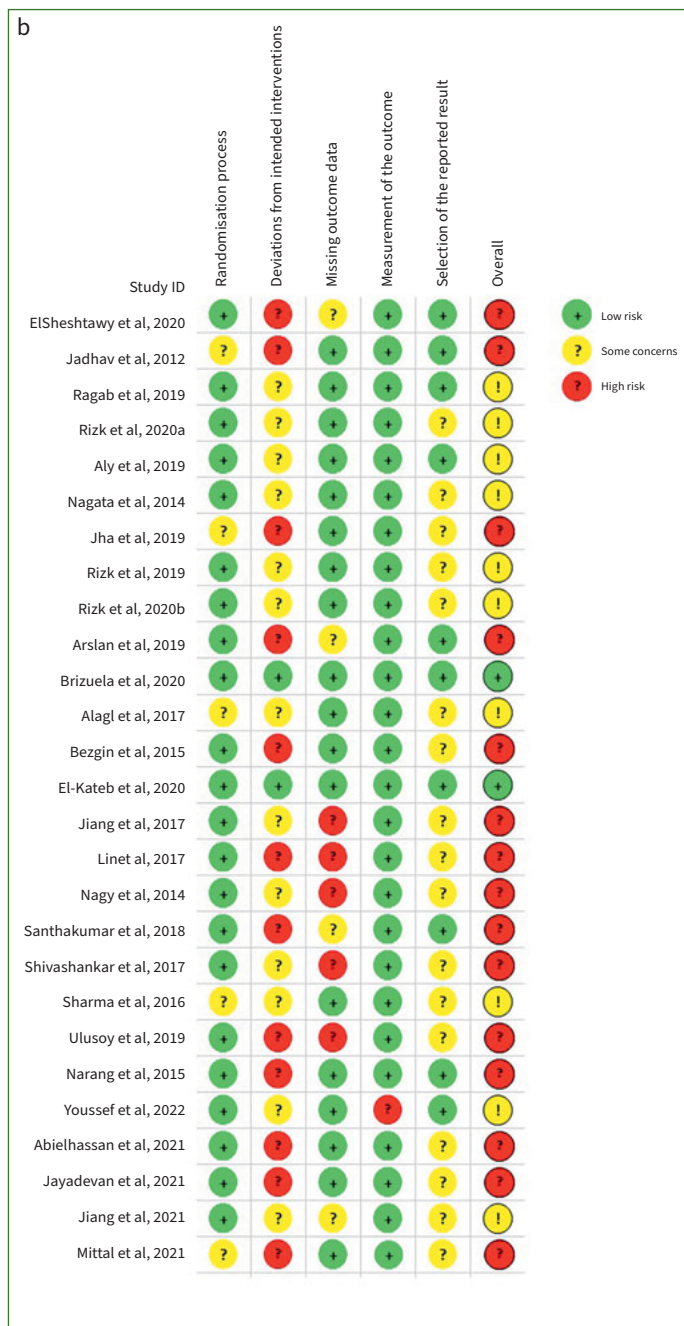 b
Randomisation process
Deviations from intended interventions
Missing outcome data
Measurement of the outcome
Selection of the reported result
Overall
Study ID
ElSheshtawy et al, 2020 + ? ? + + ?
Jadhav et al, 2012 ? ? + + + ?
Ragab et al, 2019 + ? + + + !
Rizk et al, 2020a + ? + + ? !
Aly et al, 2019 + ? + + + !
Nagata et al, 2014 + ? + + ? !
Jha et al, 2019 ? ? + + ? ?
Rizk et al, 2019 + ? + + ? !
Rizk et al, 2020b + ? + + ? !
Arslan et al, 2019 + ? ? + + ?
Brizuela et al, 2020 + + + + + +
Alagl et al, 2017 ? ? + + ? !
Bezgin et al, 2015 + ? + + ? ?
El-Kateb et al, 2020 + + + + + +
Jiang et al, 2017 + ? ? + ? ?
Linet al, 2017 + ? ? + ? ?
Nagy et al, 2014 + ? ? + ? ?
Santhakumar et al, 2018 + ? ? + + ?
Shivashankar et al, 2017 + ? ? + ? ?
Sharma et al, 2016 ? ? + + ? !
Ulusoy et al, 2019 + ? ? + ? ?
Narang et al, 2015 + ? + + + ?
Youssef et al, 2022 + ? + ? + !
Abielhassan et al, 2021 + ? + + ? ?
Jayadevan et al, 2021 + ? + + ? ?
Jiang et al, 2021 + ? ? + ? !
Mittal et al, 2021 ? ? + + ? ?
+ Low risk
? Some concerns
? High risk